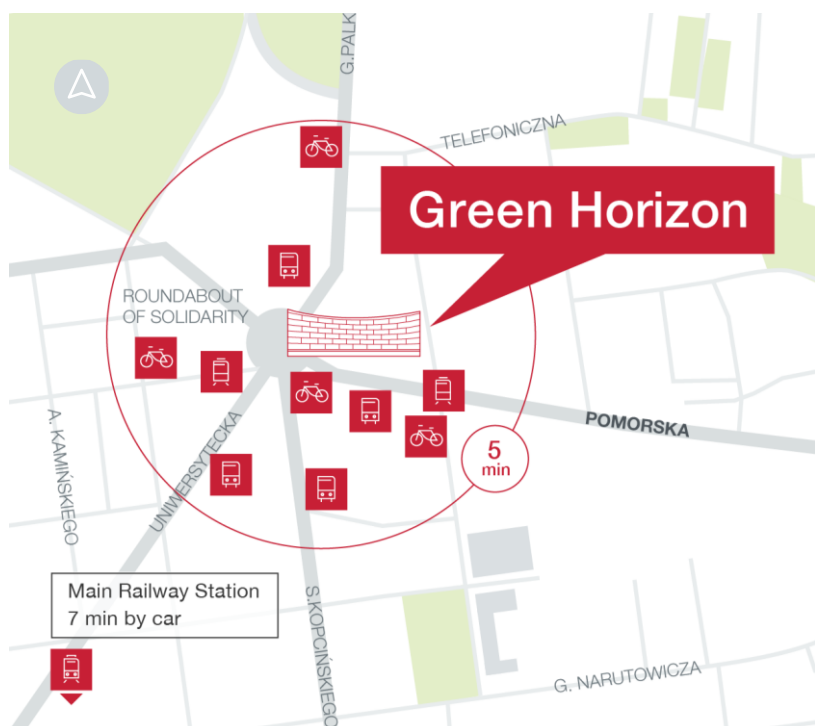 G.PALK
TELEFONICZNA
Green Horizon
ROUNDABOUT
OF SOLIDARITY
A. KAMIŃSKIEGO
UNIWERSYTECKA
POMORSKA
5
min
Main Railway Station
7 min by car
S.KOPCIŃSKIEGO
G. NARUTOWICZA